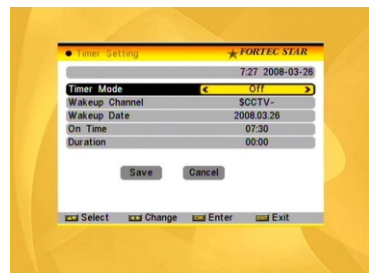 Timer Setting FORTEC STAR
7:27 2008-03-26
Timer Mode Off
Wakeup Channel $CCTV-
Wakeup Date 2008.03.26
On Time 07:30
Duration 00:00
Save Cancel
Select Change Enter Exit